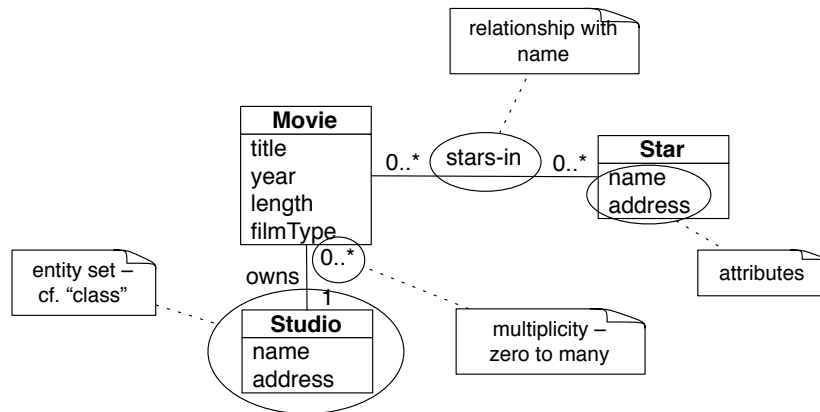 relationship with
name
Movie
title
year
length
filmType
0..*
stars-in
0..*
Star
name
address
entity set –
cf. “class”
owns
0..*
1
attributes
Studio
name
address
multiplicity –
zero to many